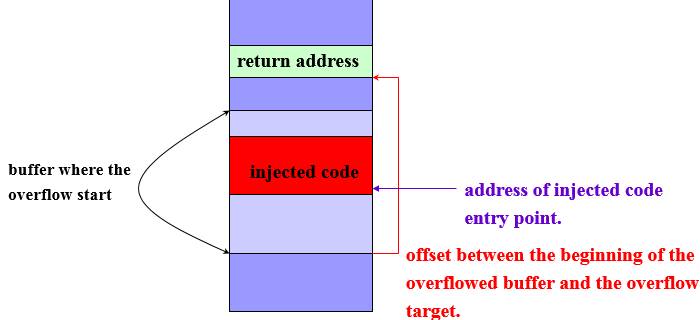 return address
buffer where the
overflow start
injected code
address of injected code
entry point.
offset between the beginning of the
overflowed buffer and the overflow
target.